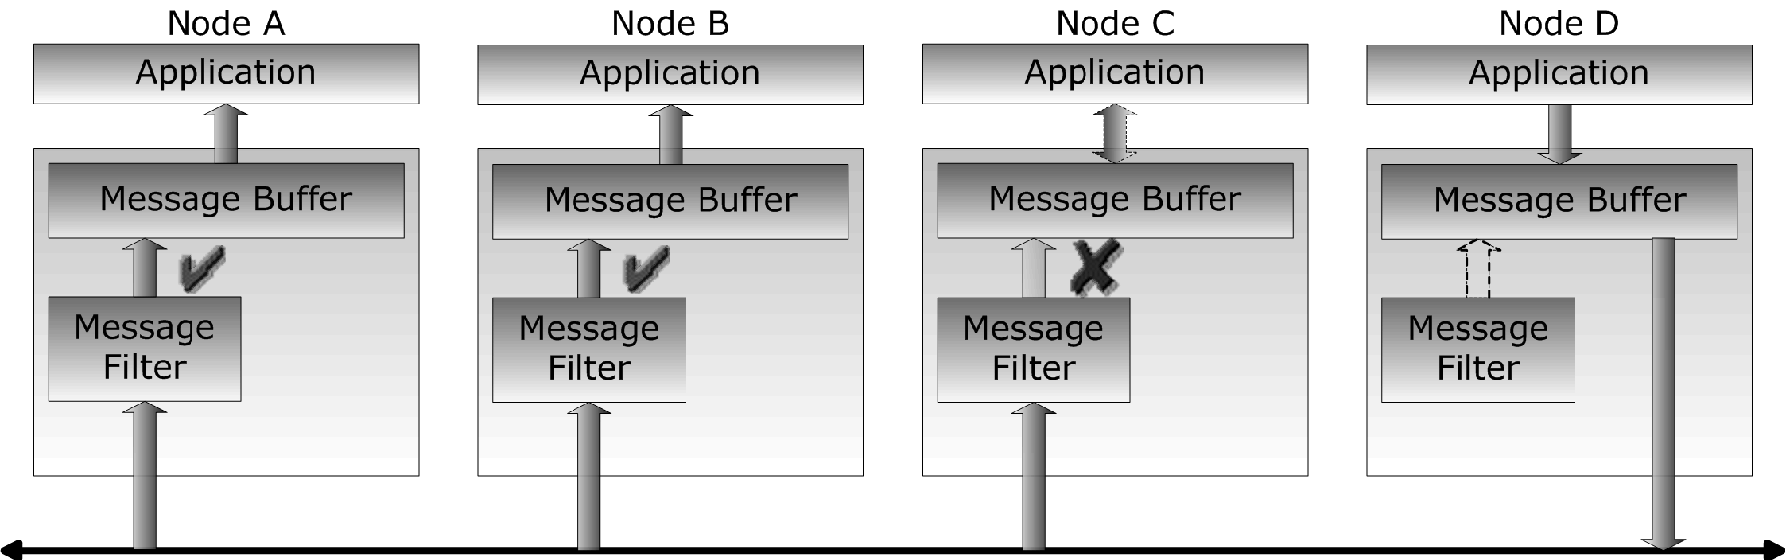 Node A
Node B
Node C
Node D
Application
Application
Application
Application
Message Buffer
Message Buffer
Message Buffer
Message Buffer
Message
Filter
Message
Filter
Message
Filter
Message
Filter